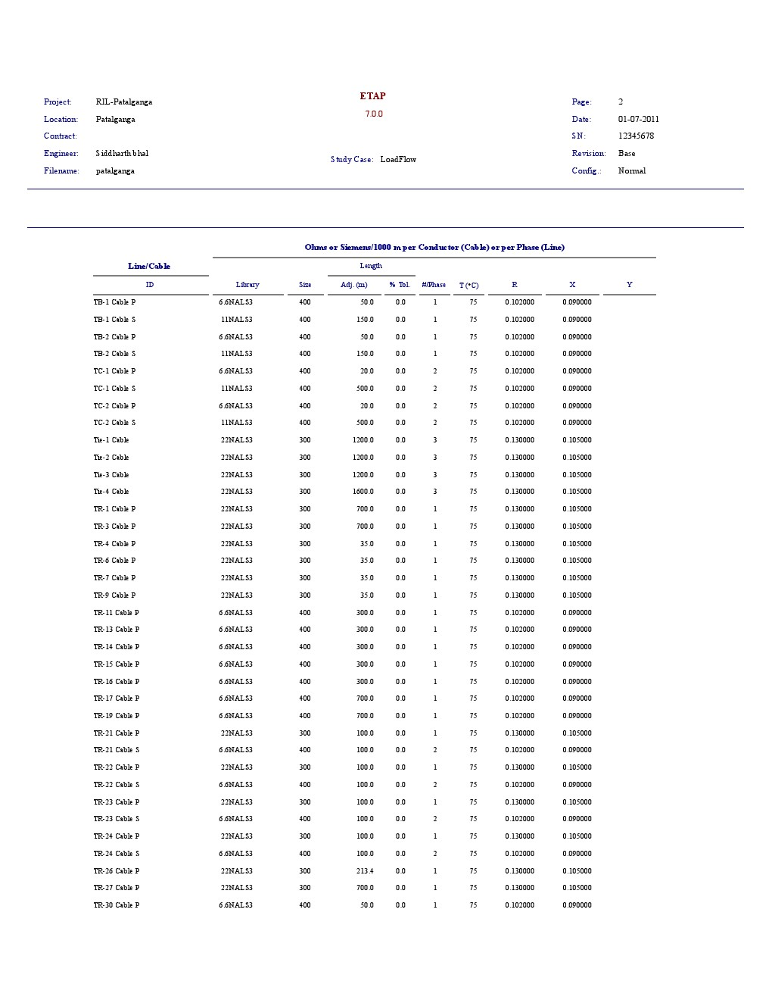 ETAP
Project: RIL-Patalganga Page: 2
7.0.0
Location: Patalganga Date: 01-07-2011
Contract: SN: 12345678
Engineer: Siddharth bhal Revision: Base
Study Case: LoadFlow
Filename: patalganga Config.: Normal
Ohms or Siemens/1000 m per Conductor (Cable) or per Phase (Line)
Line/Cable Length
ID Library Size Adj. (m) % Tol. #/Phase T (°C) R X Y
TB-1 Cable P 6.6NALS3 400 50.0 0.0 1 75 0.102000 0.090000
TB-1 Cable S 11NALS3 400 150.0 0.0 1 75 0.102000 0.090000
TB-2 Cable P 6.6NALS3 400 50.0 0.0 1 75 0.102000 0.090000
TB-2 Cable S 11NALS3 400 150.0 0.0 1 75 0.102000 0.090000
TC-1 Cable P 6.6NALS3 400 20.0 0.0 2 75 0.102000 0.090000
TC-1 Cable S 11NALS3 400 500.0 0.0 2 75 0.102000 0.090000
TC-2 Cable P 6.6NALS3 400 20.0 0.0 2 75 0.102000 0.090000
TC-2 Cable S 11NALS3 400 500.0 0.0 2 75 0.102000 0.090000
Tie-1 Cable 22NALS3 300 1200.0 0.0 3 75 0.130000 0.105000
Tie-2 Cable 22NALS3 300 1200.0 0.0 3 75 0.130000 0.105000
Tie-3 Cable 22NALS3 300 1200.0 0.0 3 75 0.130000 0.105000
Tie-4 Cable 22NALS3 300 1600.0 0.0 3 75 0.130000 0.105000
TR-1 Cable P 22NALS3 300 700.0 0.0 1 75 0.130000 0.105000
TR-3 Cable P 22NALS3 300 700.0 0.0 1 75 0.130000 0.105000
TR-4 Cable P 22NALS3 300 35.0 0.0 1 75 0.130000 0.105000
TR-6 Cable P 22NALS3 300 35.0 0.0 1 75 0.130000 0.105000
TR-7 Cable P 22NALS3 300 35.0 0.0 1 75 0.130000 0.105000
TR-9 Cable P 22NALS3 300 35.0 0.0 1 75 0.130000 0.105000
TR-11 Cable P 6.6NALS3 400 300.0 0.0 1 75 0.102000 0.090000
TR-13 Cable P 6.6NALS3 400 300.0 0.0 1 75 0.102000 0.090000
TR-14 Cable P 6.6NALS3 400 300.0 0.0 1 75 0.102000 0.090000
TR-15 Cable P 6.6NALS3 400 300.0 0.0 1 75 0.102000 0.090000
TR-16 Cable P 6.6NALS3 400 300.0 0.0 1 75 0.102000 0.090000
TR-17 Cable P 6.6NALS3 400 700.0 0.0 1 75 0.102000 0.090000
TR-19 Cable P 6.6NALS3 400 700.0 0.0 1 75 0.102000 0.090000
TR-21 Cable P 22NALS3 300 100.0 0.0 1 75 0.130000 0.105000
TR-21 Cable S 6.6NALS3 400 100.0 0.0 2 75 0.102000 0.090000
TR-22 Cable P 22NALS3 300 100.0 0.0 1 75 0.130000 0.105000
TR-22 Cable S 6.6NALS3 400 100.0 0.0 2 75 0.102000 0.090000
TR-23 Cable P 22NALS3 300 100.0 0.0 1 75 0.130000 0.105000
TR-23 Cable S 6.6NALS3 400 100.0 0.0 2 75 0.102000 0.090000
TR-24 Cable P 22NALS3 300 100.0 0.0 1 75 0.130000 0.105000
TR-24 Cable S 6.6NALS3 400 100.0 0.0 2 75 0.102000 0.090000
TR-26 Cable P 22NALS3 300 213.4 0.0 1 75 0.130000 0.105000
TR-27 Cable P 22NALS3 300 700.0 0.0 1 75 0.130000 0.105000
TR-30 Cable P 6.6NALS3 400 50.0 0.0 1 75 0.102000 0.090000